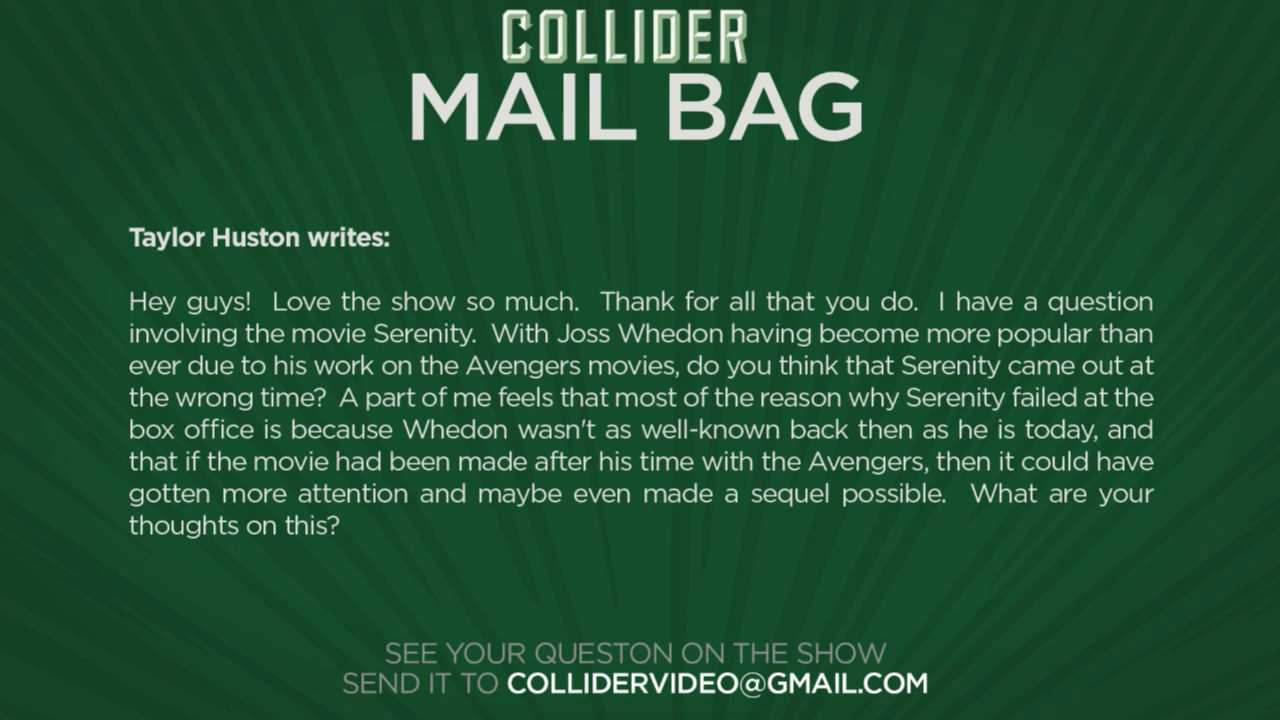 COLLIDER
MAIL BAG
Taylor Huston writes:
Hey guys!  Love the show so much.  Thank for all that you do.  I have a question
involving the movie Serenity.  With Joss Whedon having become more popular than
ever due to his work on the Avengers movies, do you think that Serenity came out at
the wrong time?  A part of me feels that most of the reason why Serenity failed at the
box office is because Whedon wasn't as well-known back then as he is today, and
that if the movie had been made after his time with the Avengers, then it could have
gotten more attention and maybe even made a sequel possible.  What are your
thoughts on this?
SEE YOUR QUESTON ON THE SHOW
SEND IT TO COLLIDERVIDEO@GMAIL.COM